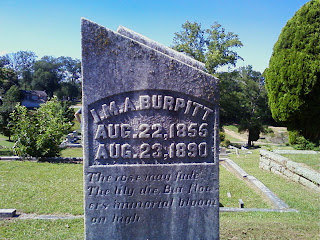 J.M.A. BURPITT
AUG. 22, 1856
AUG. 23, 1890
The rose may fade,
The lily die. But flow-
ers immortal bloom
on high